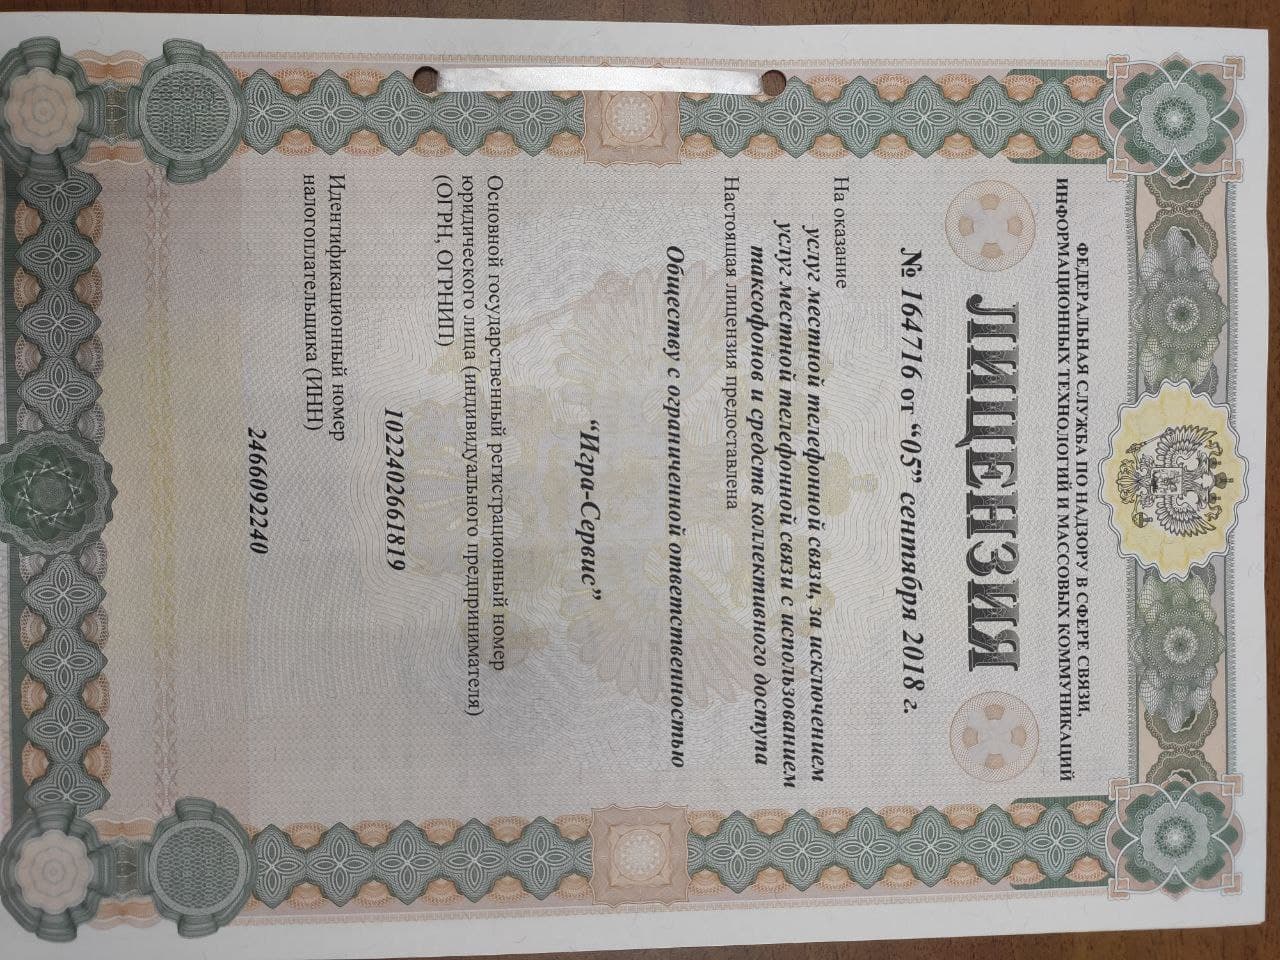 ФЕДЕРАЛЬНАЯ СЛУЖБА ПО НАДЗОРУ В СФЕРЕ СВЯЗИ,
ИНФОРМАЦИОННЫХ ТЕХНОЛОГИЙ И МАССОВЫХ КОММУНИКАЦИЙ
ЛИЦЕНЗИЯ
№ 164716 от “05” сентября 2018 г.
На оказание
услуг местной телефонной связи, за исключением
услуг местной телефонной связи с использованием
таксофонов и средств коллективного доступа
Настоящая лицензия предоставлена
Обществу с ограниченной ответственностью
“Игра-Сервис”
Основной государственный регистрационный номер
юридического лица (индивидуального предпринимателя)
(ОГРН, ОГРНИП)
1022402661819
Идентификационный номер
налогоплательщика (ИНН)
2466092240